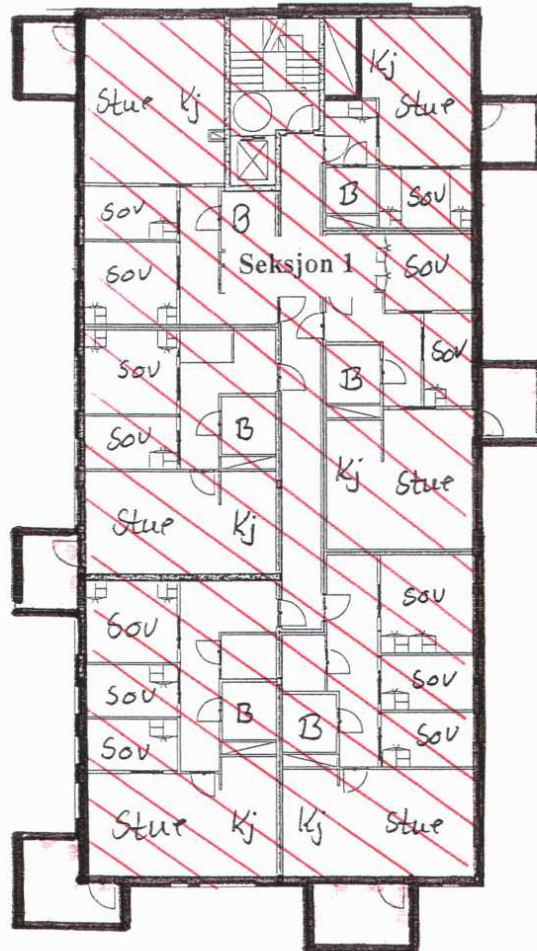 Kj
Stue Kj Stue
B
Sov B Sov
Seksjon 1
Sov Sov
Sov
Sov B
B
Sov
Kj Stue
Stue Kj
Sov
Sov
Sov Sov
B B
Sov Sov
Stue Kj Kj Stue